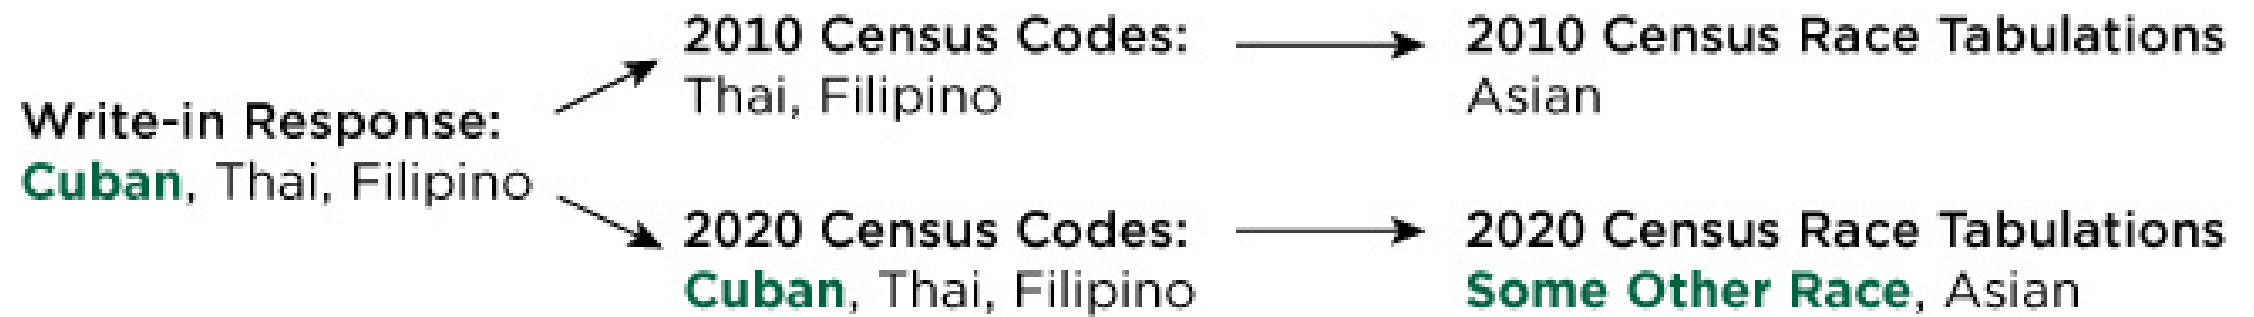 Write-in Response:
Cuban, Thai, Filipino
2010 Census Codes:
Thai, Filipino
2010 Census Race Tabulations
Asian
2020 Census Codes:
Cuban, Thai, Filipino
2020 Census Race Tabulations
Some Other Race, Asian